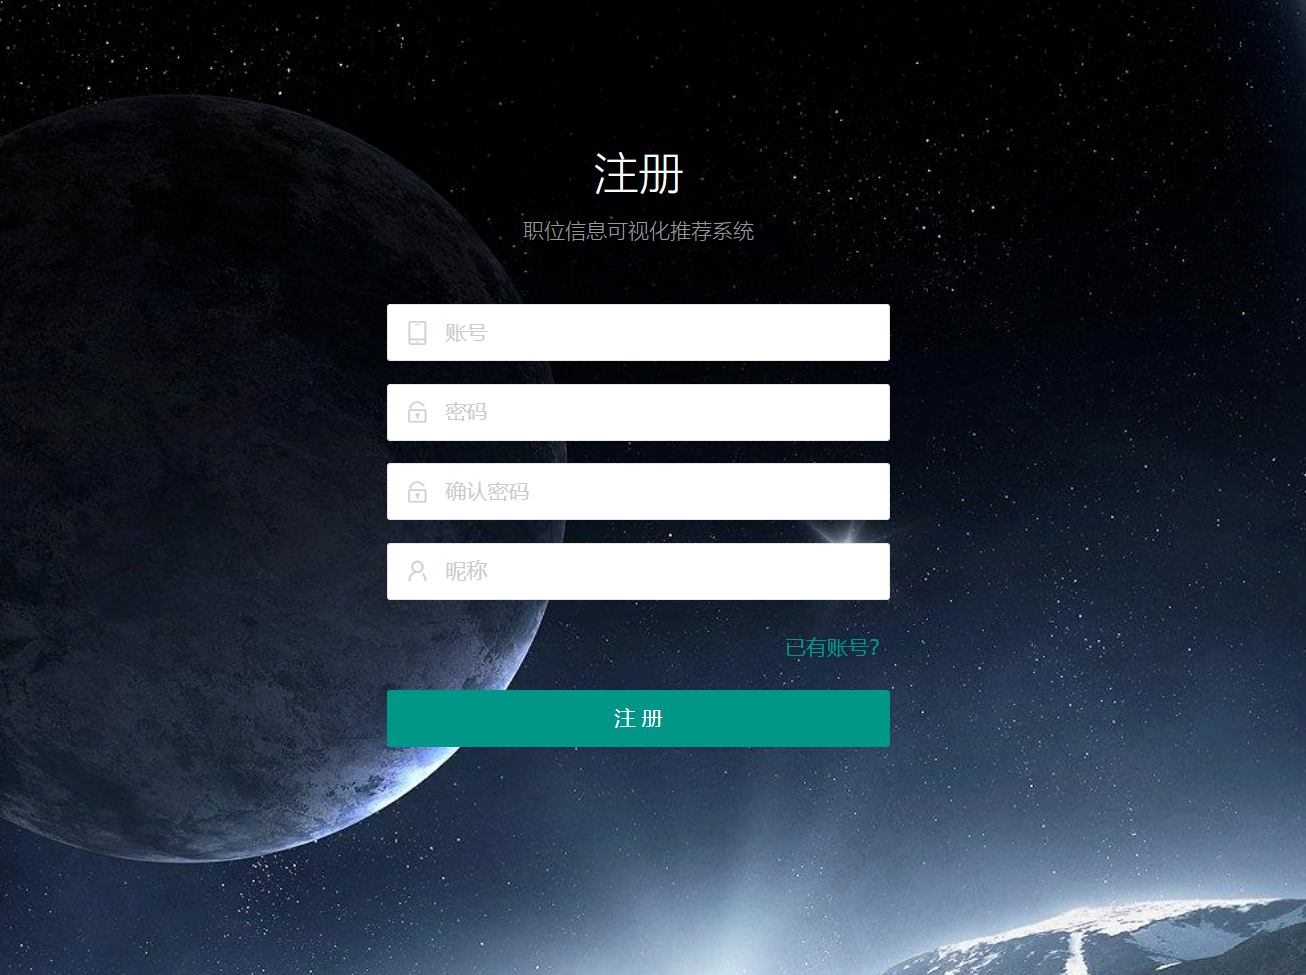 注册
职位信息可视化推荐系统
账号
密码
确认密码
昵称
已有账号?
注 册